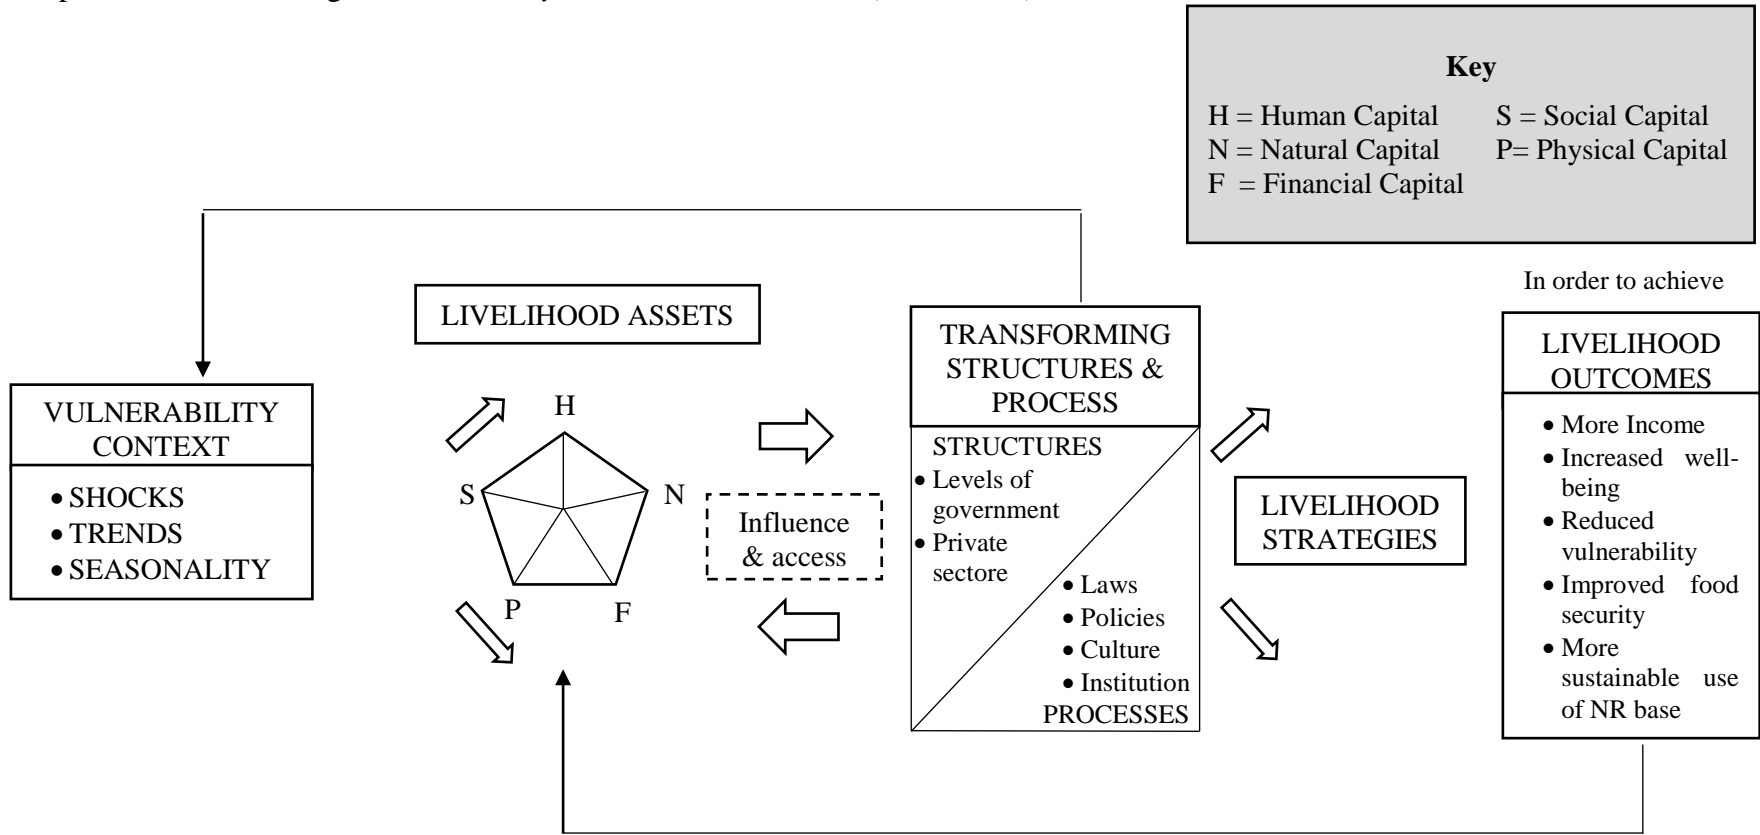 Key
H = Human Capital S = Social Capital
N = Natural Capital P= Physical Capital
F = Financial Capital
In order to achieve
LIVELIHOOD ASSETS
VULNERABILITY
CONTEXT
• SHOCKS
• TRENDS
• SEASONALITY
H
S
N
P
F
Influence
& access
TRANSFORMING
STRUCTURES &
PROCESS
STRUCTURES
• Levels of
government
• Private
sectore
• Laws
• Policies
• Culture
• Institution
PROCESSES
LIVELIHOOD
STRATEGIES
LIVELIHOOD
OUTCOMES
• More Income
• Increased well-
being
• Reduced
vulnerability
• Improved food
security
• More
sustainable use
of NR base